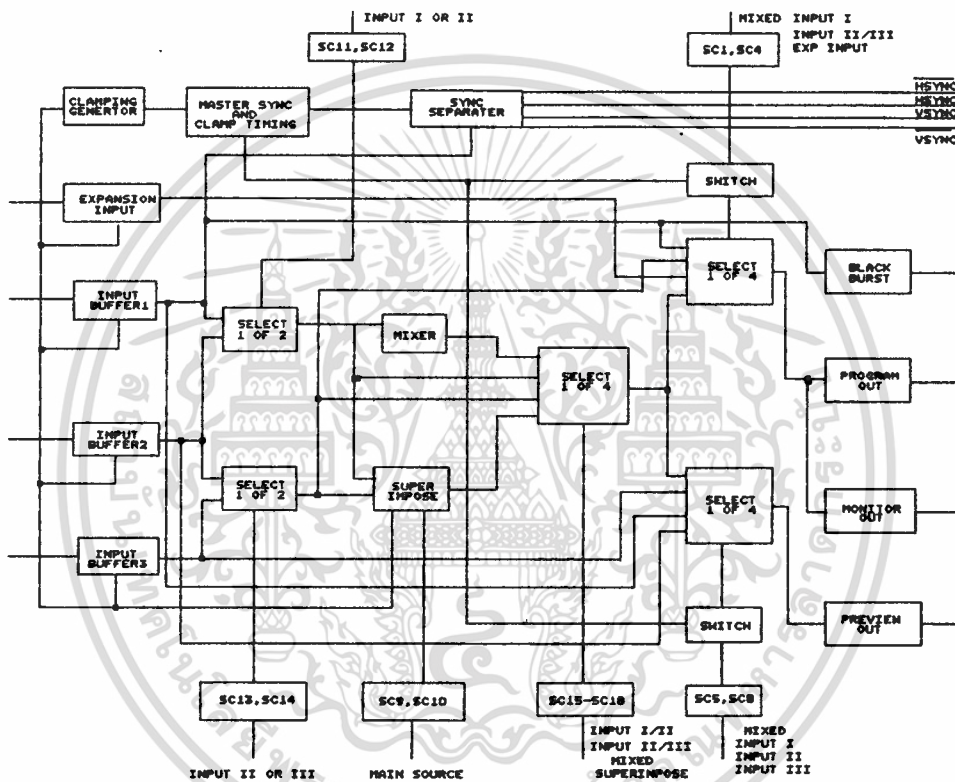 INPUT I OR II
MIXED INPUT I
INPUT II/III
EXP INPUT
SC11,SC12
SC1,SC4
CLAMPING
GENERTOR
MASTER SYNC
AND
CLAMP TIMING
SYNC
SEPARATER
HSYNC
HSYNC
VSYNC
VSYNC
SWITCH
EXPANSION
INPUT
SELECT
1 OF 4
BLACK
BURST
INPUT
BUFFER1
SELECT
1 OF 2
MIXER
SELECT
1 OF 4
PROGRAM
OUT
INPUT
BUFFER2
SELECT
1 OF 2
SUPER
IMPOSE
SELECT
1 OF 4
MONITOR
OUT
INPUT
BUFFER3
SWITCH
PREVIEW
OUT
SC13,SC14
SC9,SC10
SC15-SC18
SC5,SC8
INPUT II OR III
MAIN SOURCE
INPUT I/II
INPUT II/III
MIXED
SUPERIMPOSE
MIXED
INPUT I
INPUT II
INPUT III